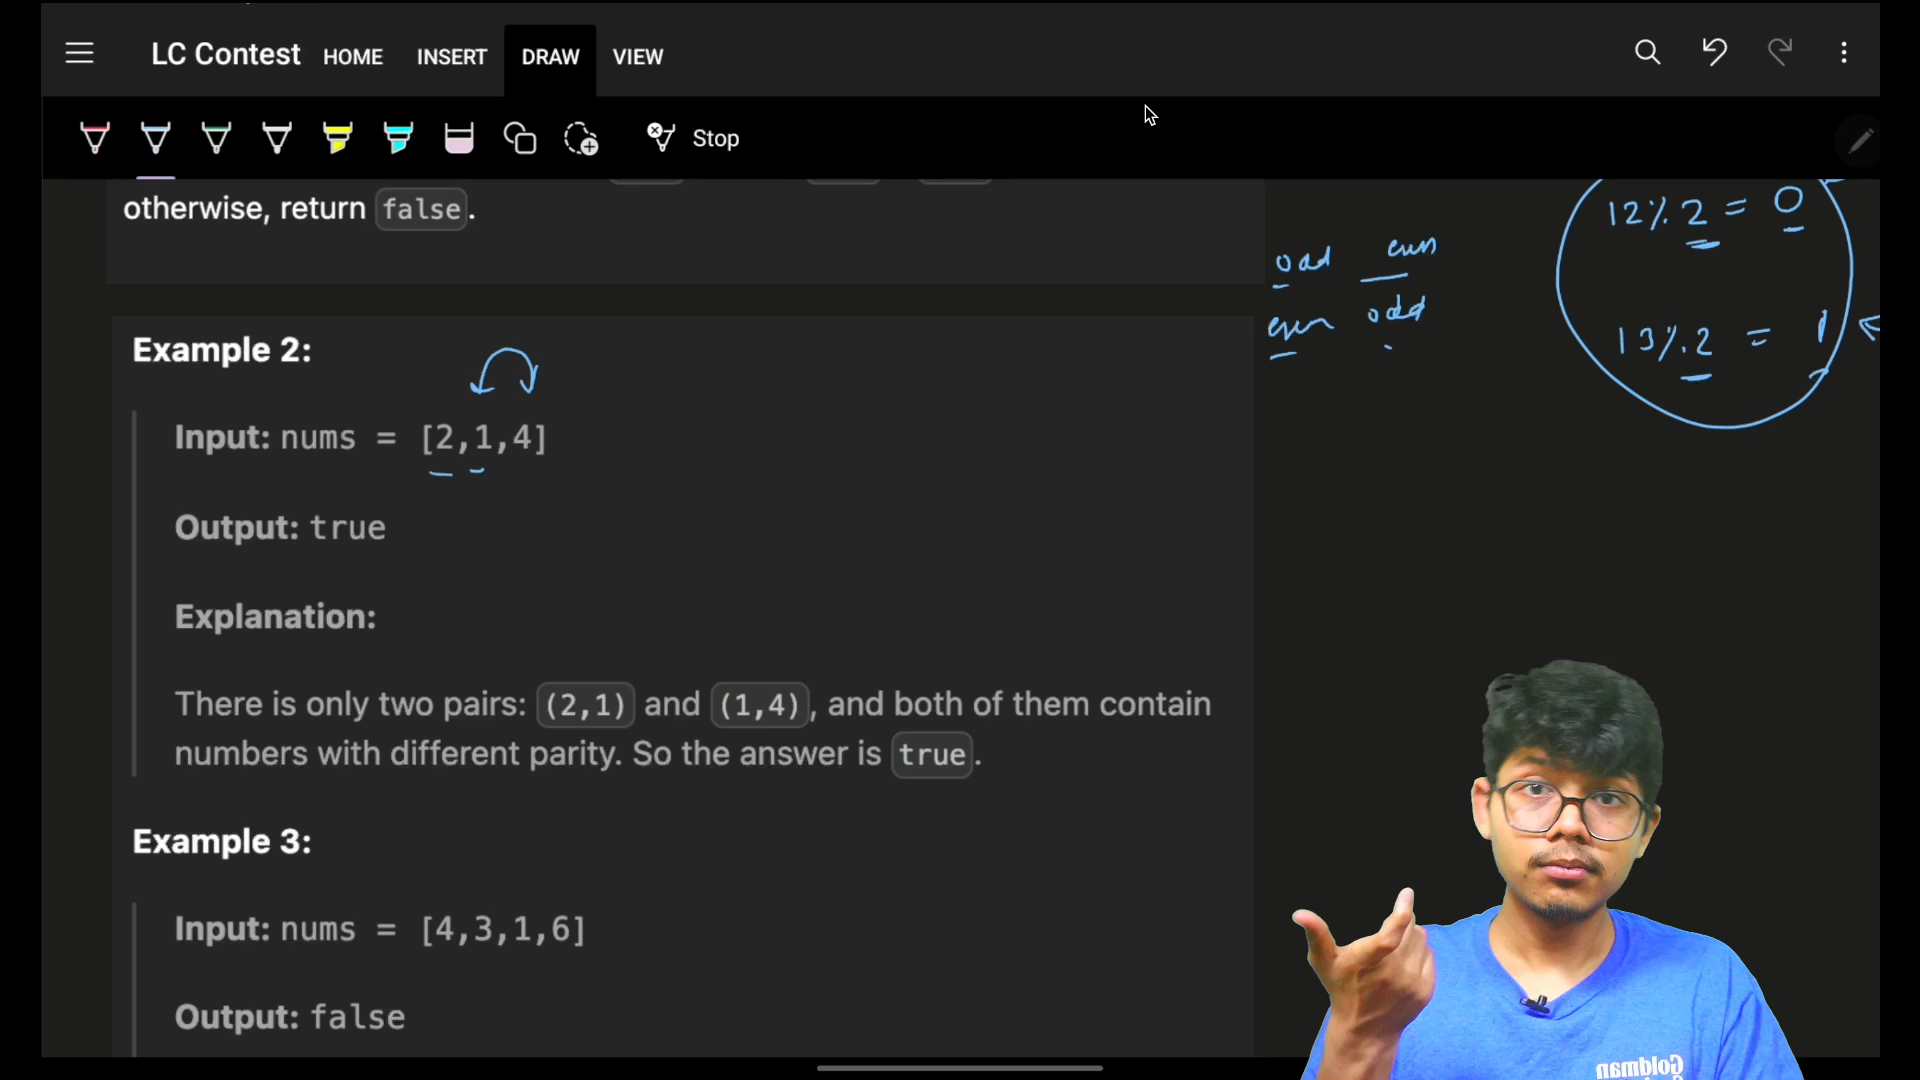 LC Contest HOME INSERT DRAW VIEW
Stop
otherwise, return false.
12% 2 = 0
odd even
even odd
13%.2 = 1
Example 2:
Input: nums = [2,1,4]
Output: true
Explanation:
There is only two pairs: (2,1) and (1,4), and both of them contain
numbers with different parity. So the answer is true.
Example 3:
Input: nums = [4,3,1,6]
Output: false
Goldman